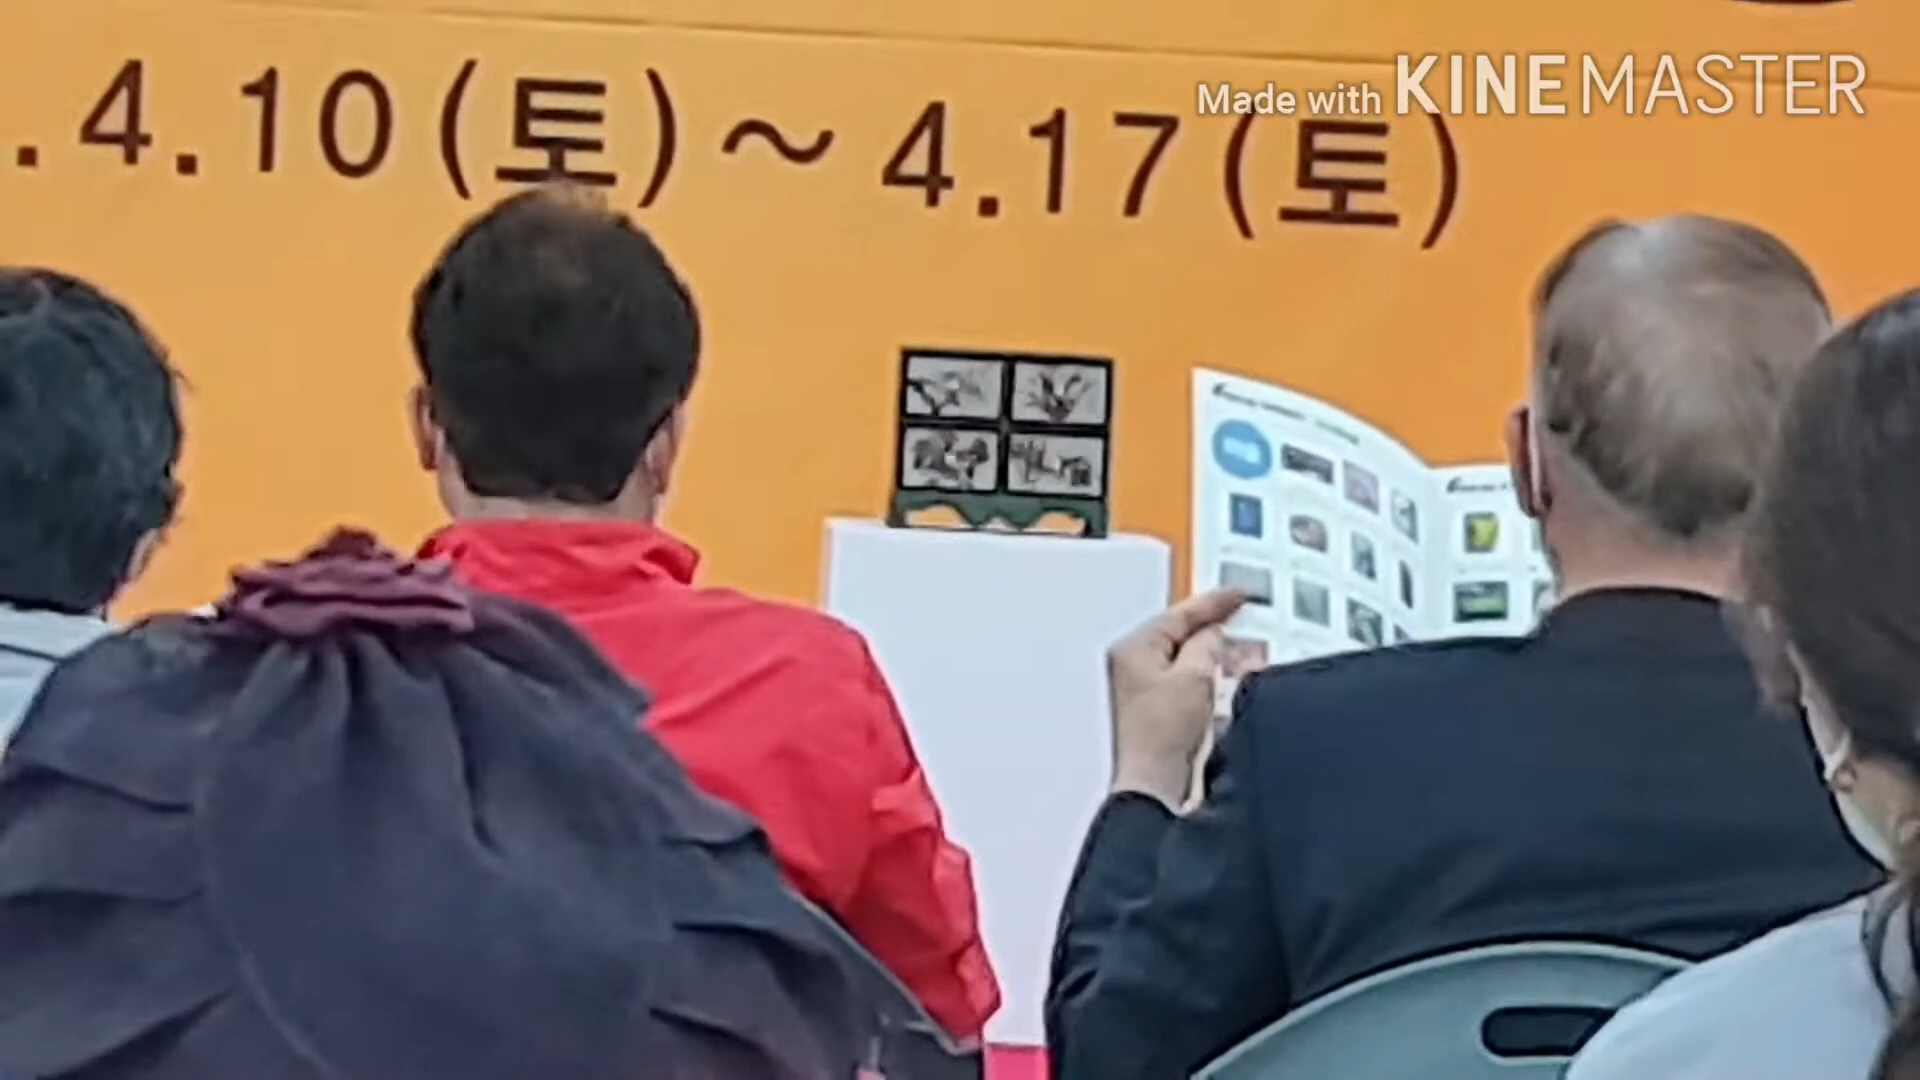 Made with KINEMASTER
. 4.10 (토) ~ 4.17 (토)